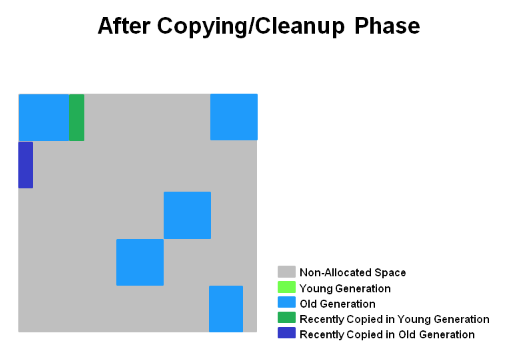 After Copying/Cleanup Phase
Non-Allocated Space
Young Generation
Old Generation
Recently Copied in Young Generation
Recently Copied in Old Generation